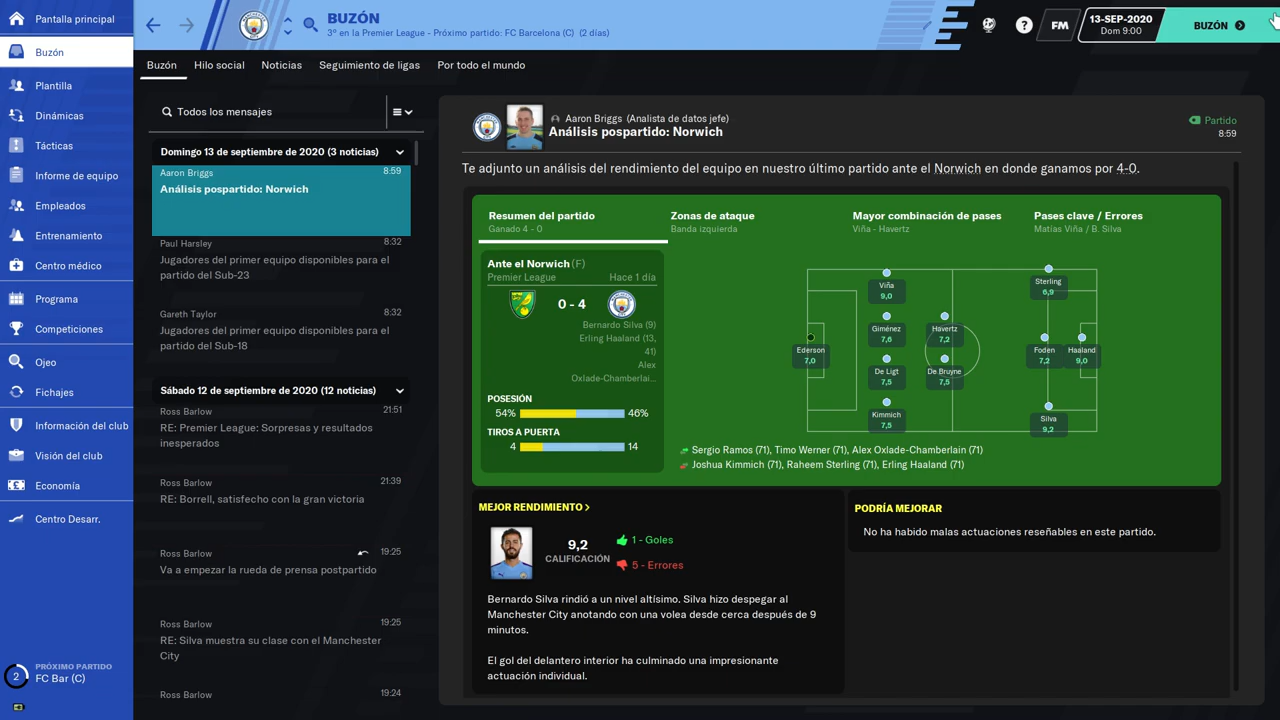 Pantalla principal
Buzón
Plantilla
Dinámicas
Tácticas
Informe de equipo
Empleados
Entrenamiento
Centro médico
Programa
Competiciones
Ojeo
Fichajes
Información del club
Visión del club
Economía
Centro Desarr.
2
PRÓXIMO PARTIDO
FC Bar (C)
BUZÓN
3º en la Premier League - Próximo partido: FC Barcelona (C) (2 días)
?
FM
13-SEP-2020
Dom 9:00
BUZÓN
Buzón
Hilo social
Noticias
Seguimiento de ligas
Por todo el mundo
Todos los mensajes
Domingo 13 de septiembre de 2020 (3 noticias)
Aaron Briggs 8:59
Análisis pospartido: Norwich
Paul Harsley 8:32
Jugadores del primer equipo disponibles para el
partido del Sub-23
Gareth Taylor 8:32
Jugadores del primer equipo disponibles para el
partido del Sub-18
Sábado 12 de septiembre de 2020 (12 noticias)
Ross Barlow 21:51
RE: Premier League: Sorpresas y resultados
inesperados
Ross Barlow 21:39
RE: Borrell, satisfecho con la gran victoria
Ross Barlow 19:25
Va a empezar la rueda de prensa postpartido
Ross Barlow 19:25
RE: Silva muestra su clase con el Manchester
City
Ross Barlow 19:24
Aaron Briggs (Analista de datos jefe)
Análisis pospartido: Norwich
Partido
8:59
Te adjunto un análisis del rendimiento del equipo en nuestro último partido ante el Norwich en donde ganamos por 4-0.
Resumen del partido
Ganado 4 - 0
Zonas de ataque
Banda izquierda
Mayor combinación de pases
Viña - Havertz
Pases clave / Errores
Matías Viña / B. Silva
Ante el Norwich (F)
Premier League Hace 1 día
0 - 4
Bernardo Silva (9)
Erling Haaland (13,
41)
Alex
Oxlade-Chamberlai...
POSESIÓN
54% 46%
TIROS A PUERTA
4 14
Ederson
7,0
Viña
9,0
Giménez
7,6
De Ligt
7,5
Kimmich
7,5
Havertz
7,2
De Bruyne
7,5
Sterling
6,9
Foden
7,2
Haaland
9,0
Silva
9,2
Sergio Ramos (71), Timo Werner (71), Alex Oxlade-Chamberlain (71)
Joshua Kimmich (71), Raheem Sterling (71), Erling Haaland (71)
MEJOR RENDIMIENTO >
9,2
CALIFICACIÓN
1 - Goles
5 - Errores
Bernardo Silva rindió a un nivel altísimo. Silva hizo despegar al
Manchester City anotando con una volea desde cerca después de 9
minutos.
El gol del delantero interior ha culminado una impresionante
actuación individual.
PODRÍA MEJORAR
No ha habido malas actuaciones reseñables en este partido.